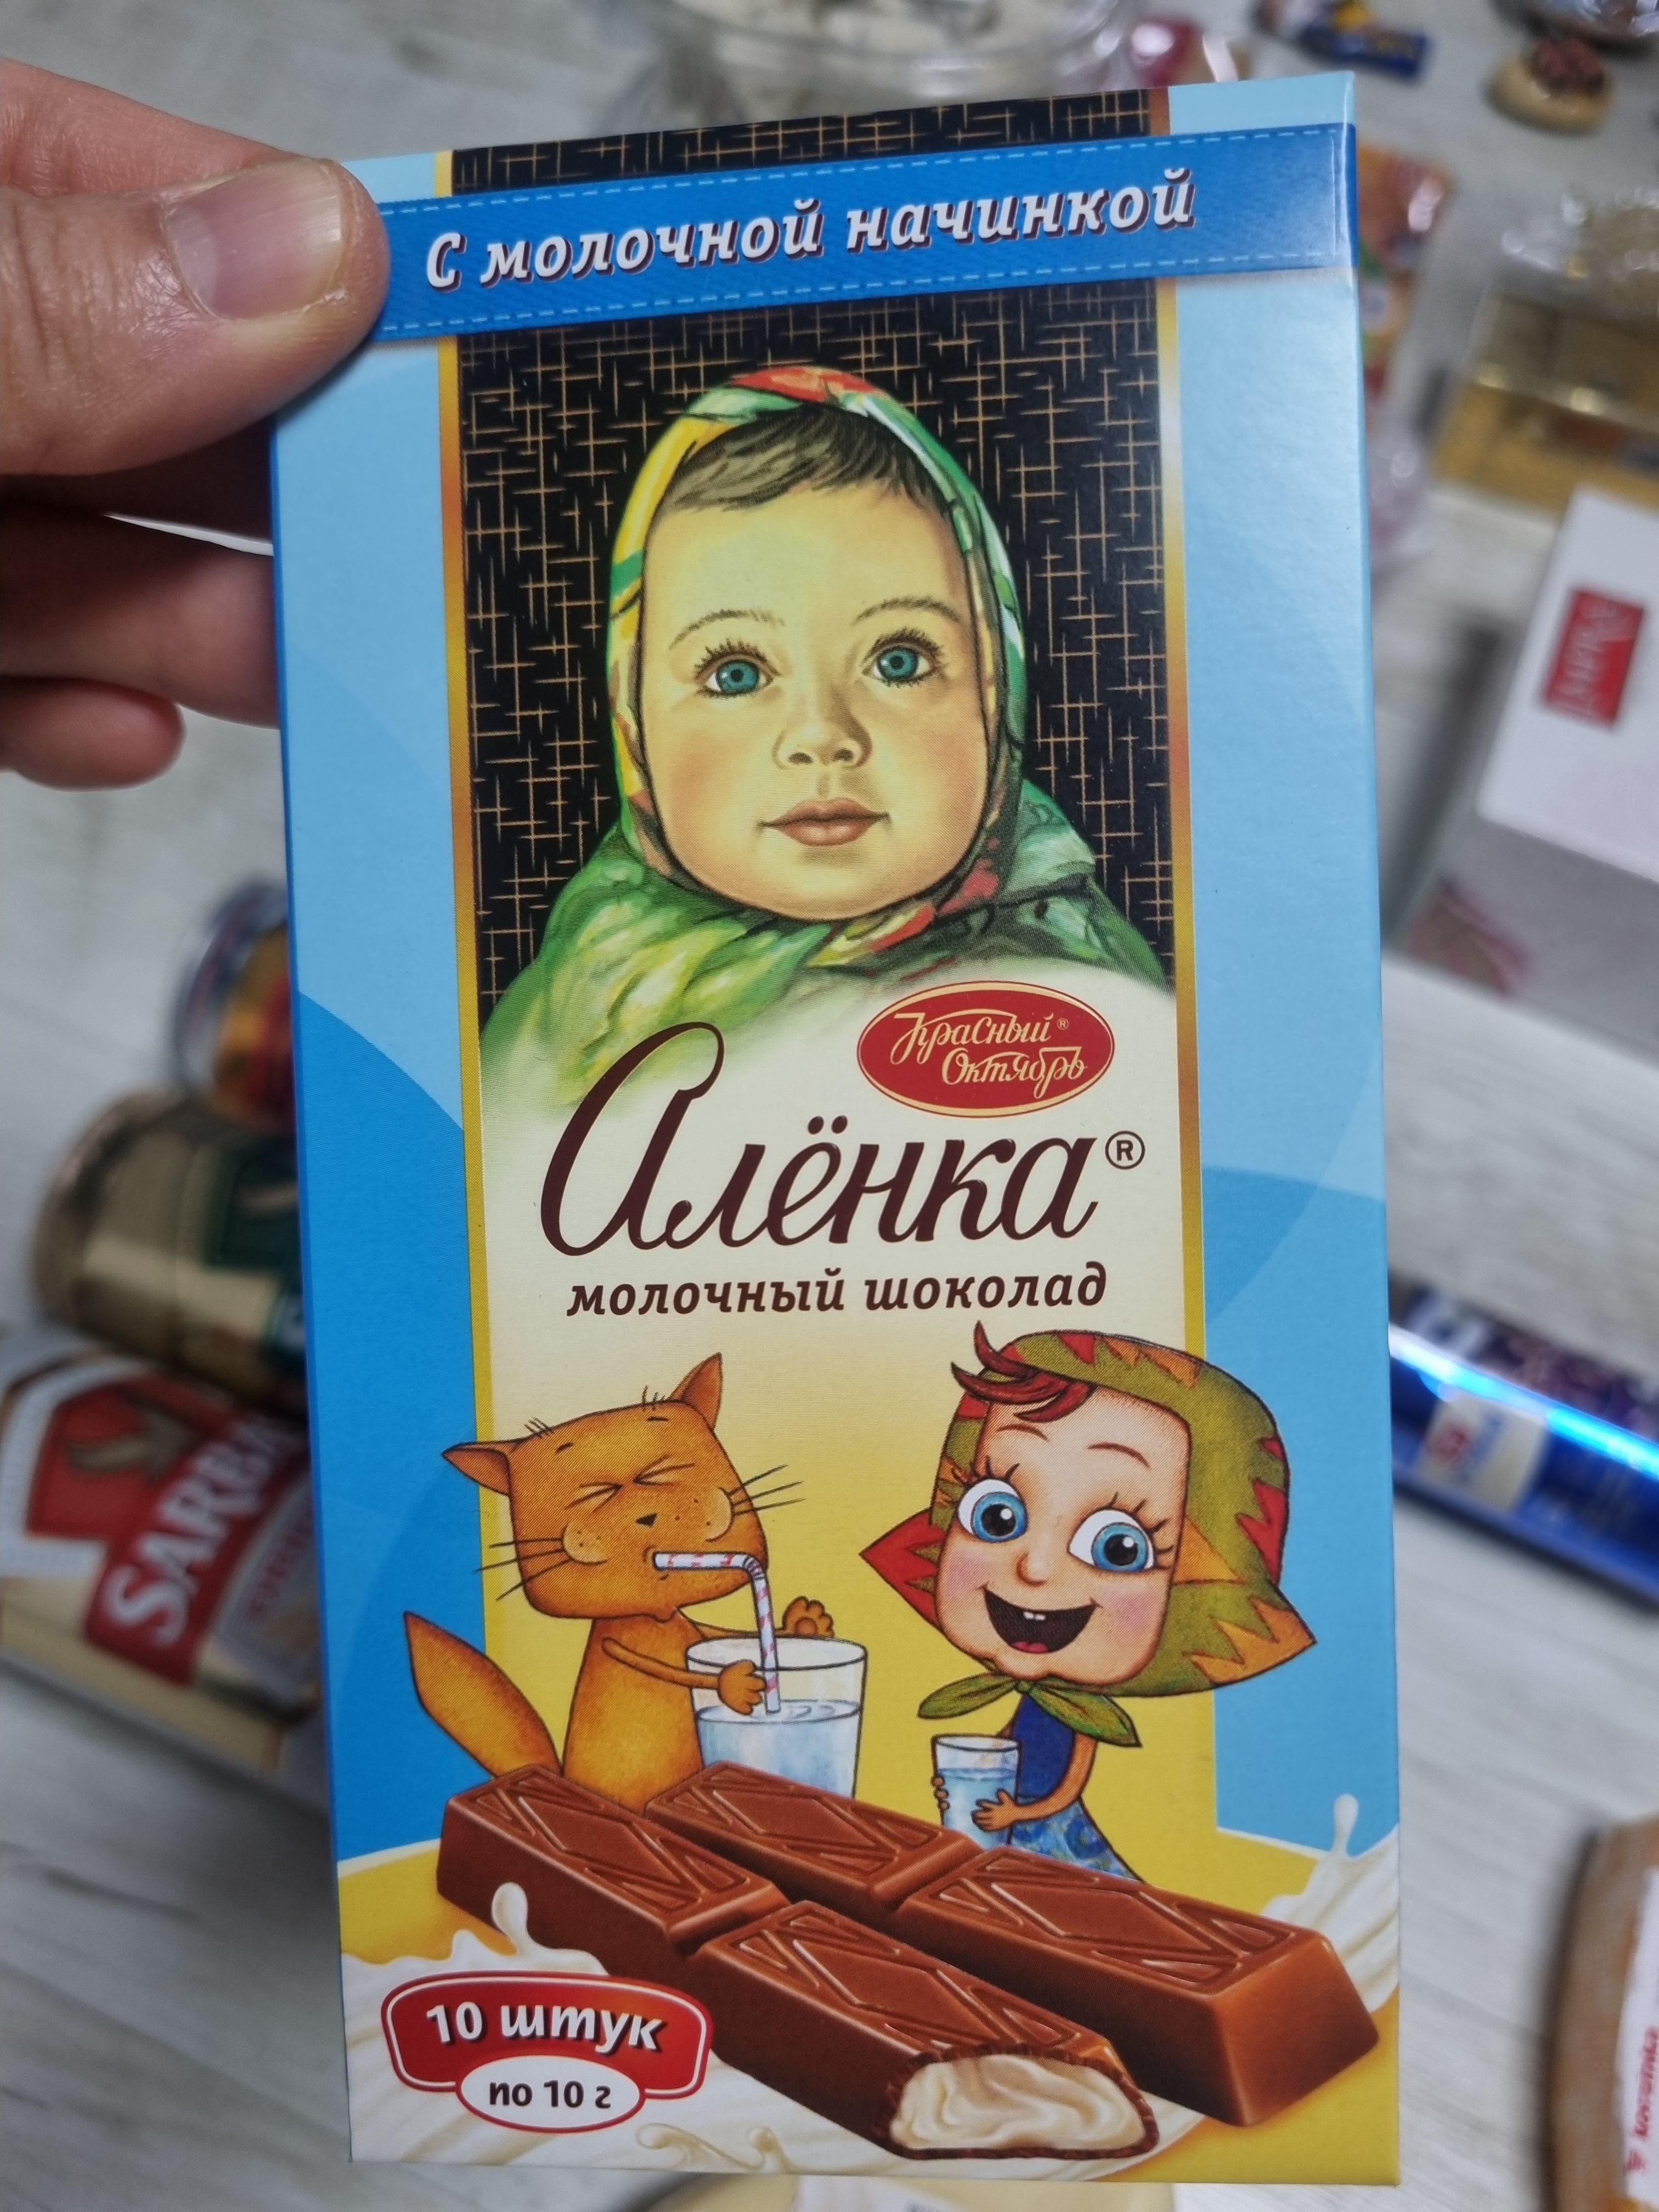 С молочной начинкой
Красный®
Октябрь
Алёнка®
молочный шоколад
10 штук
по 10 г